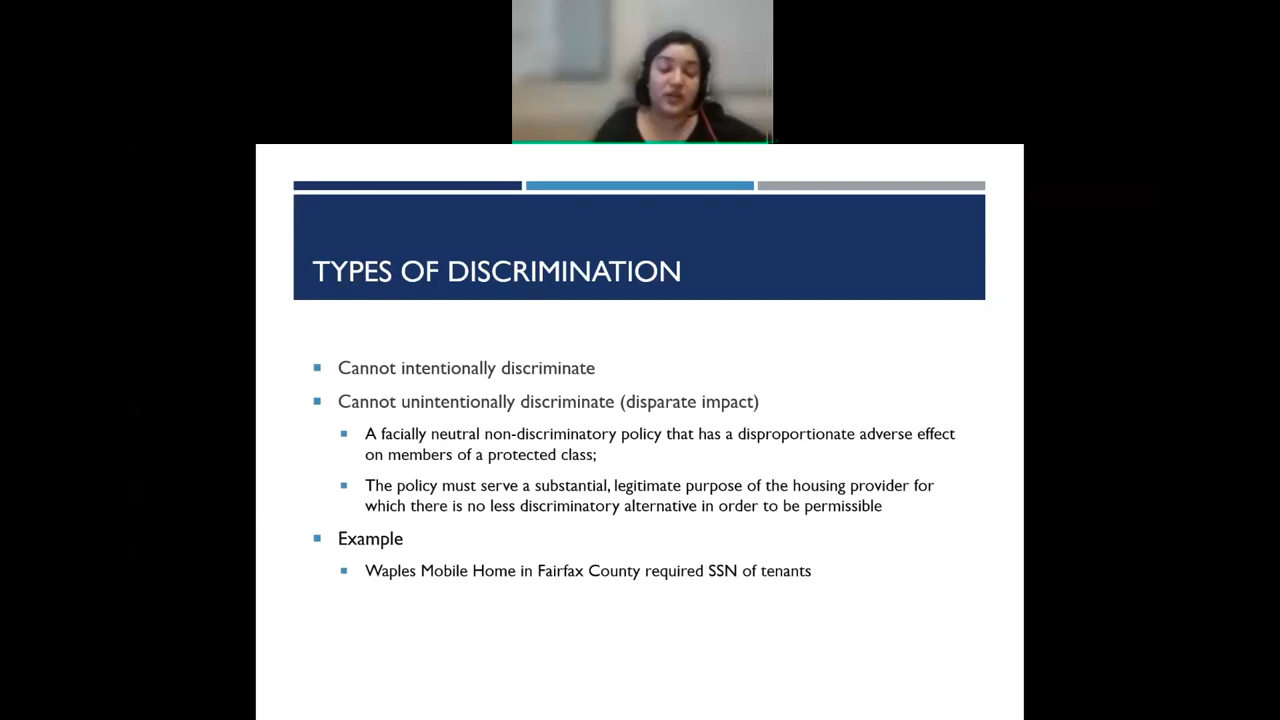 TYPES OF DISCRIMINATION
Cannot intentionally discriminate
Cannot unintentionally discriminate (disparate impact)
A facially neutral non-discriminatory policy that has a disproportionate adverse effect
on members of a protected class;
The policy must serve a substantial, legitimate purpose of the housing provider for
which there is no less discriminatory alternative in order to be permissible
Example
Waples Mobile Home in Fairfax County required SSN of tenants